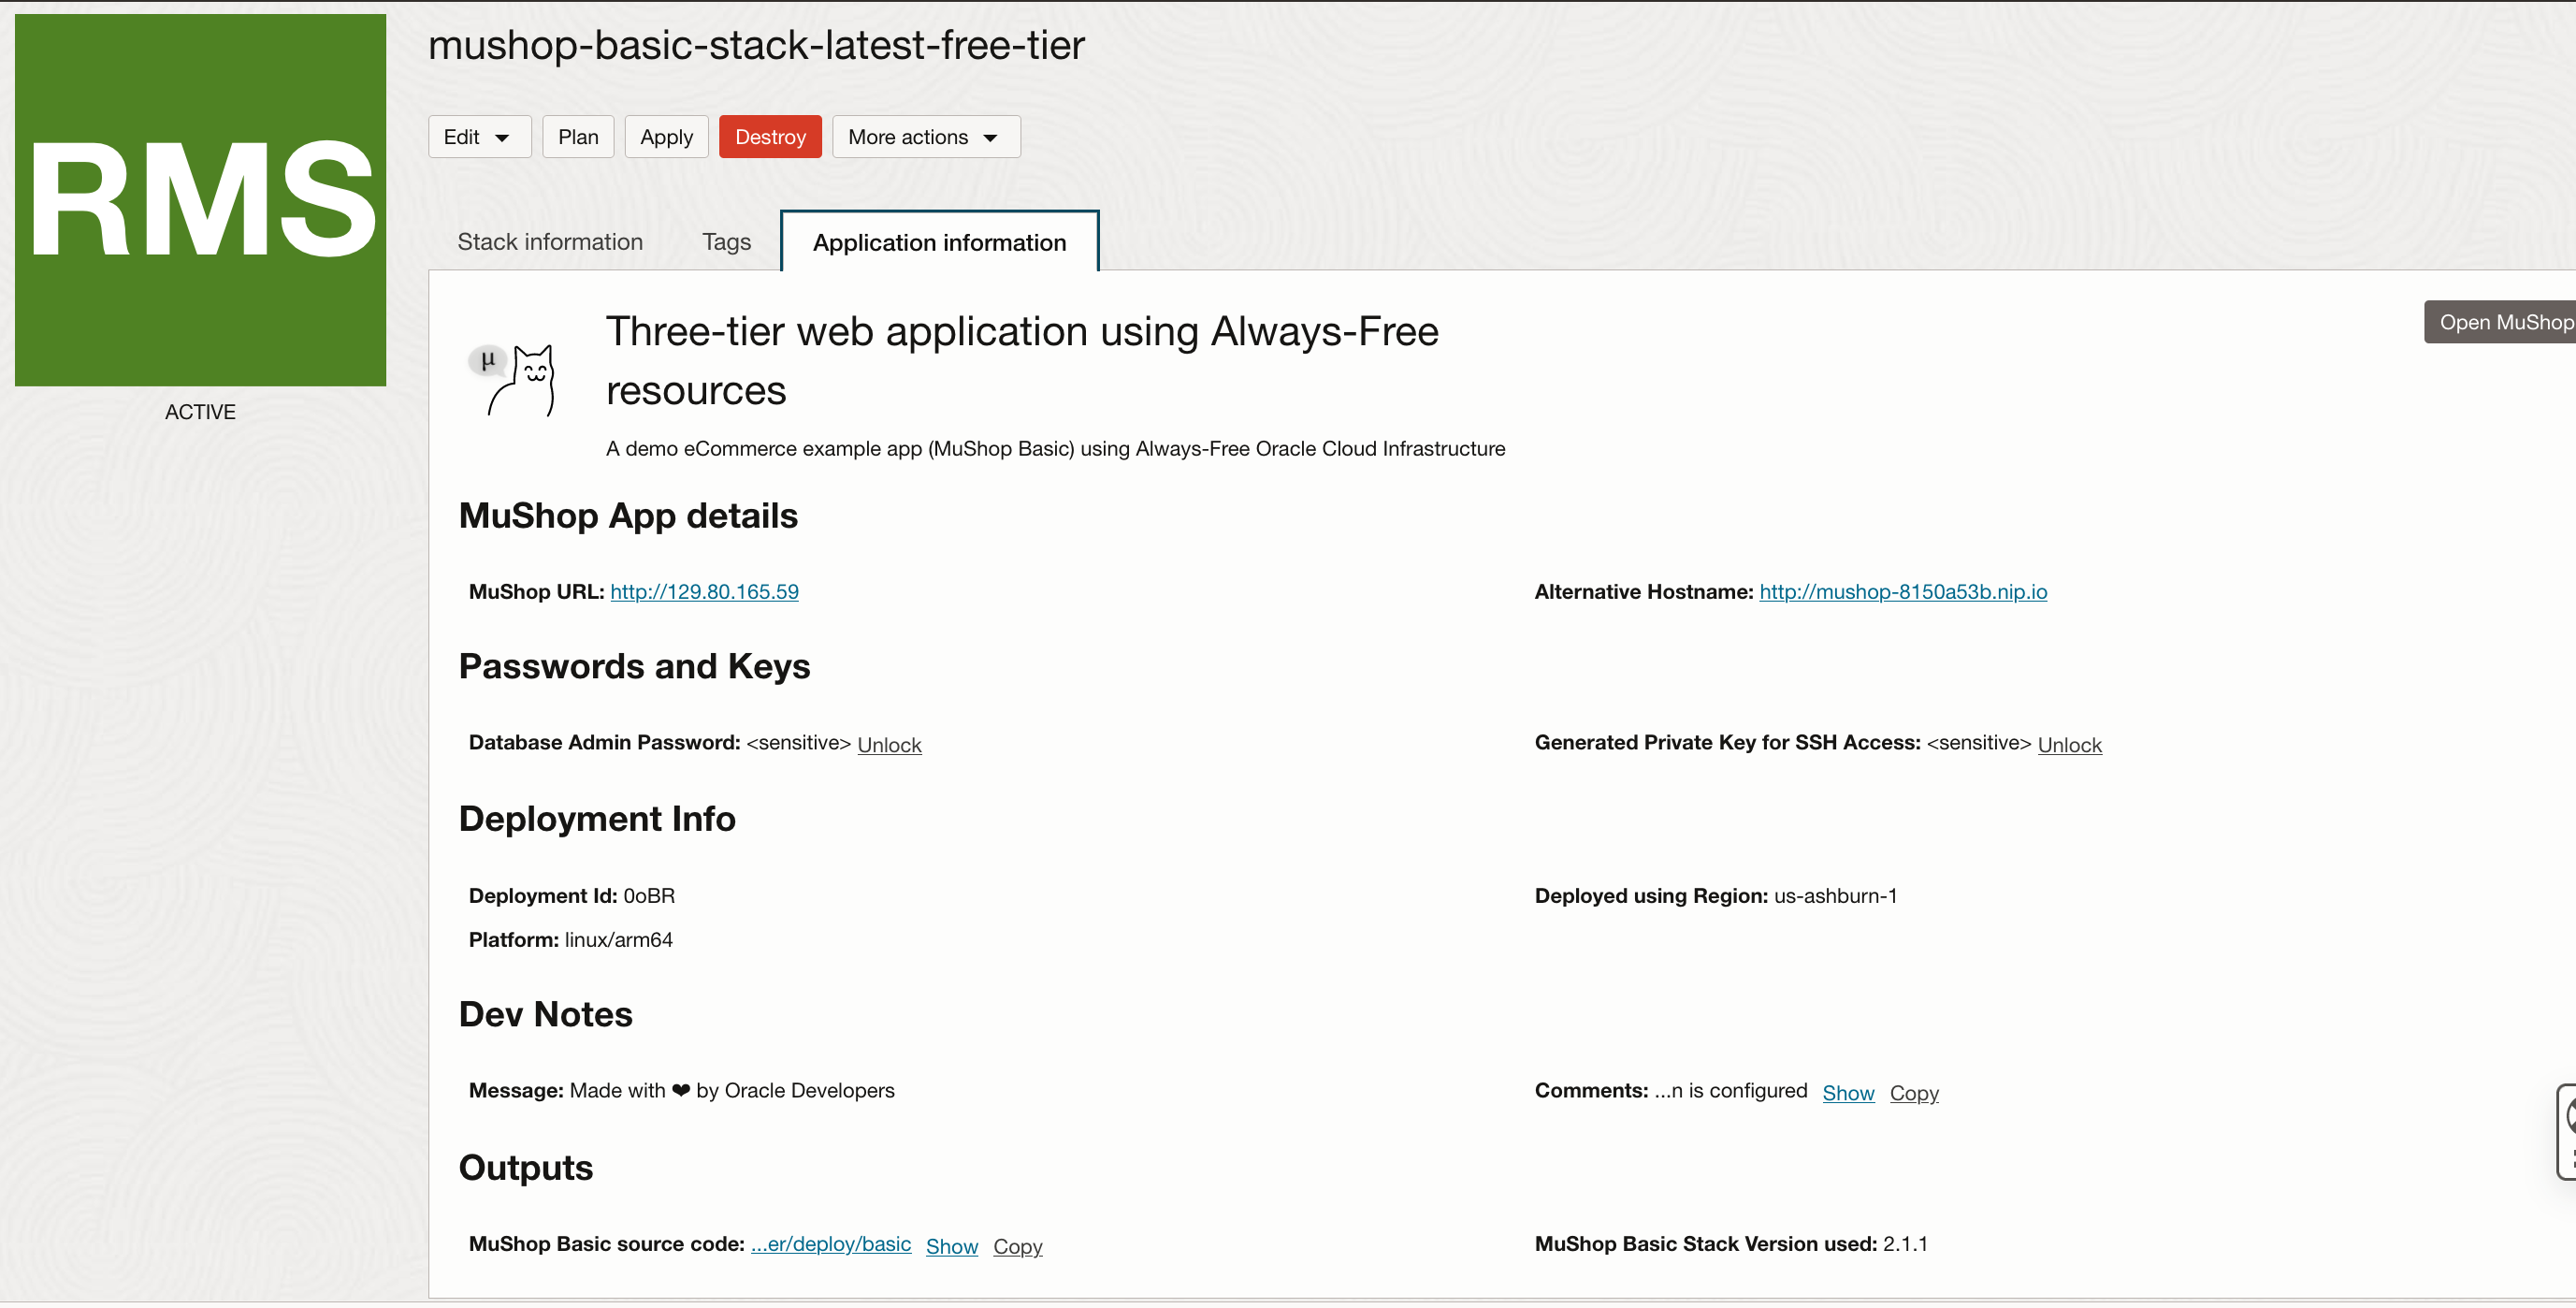 RMS
ACTIVE
mushop-basic-stack-latest-free-tier
Edit Plan Apply Destroy More actions
Stack information Tags Application information
µ
Three-tier web application using Always-Free
resources
Open MuShop
A demo eCommerce example app (MuShop Basic) using Always-Free Oracle Cloud Infrastructure
MuShop App details
MuShop URL: http://129.80.165.59 Alternative Hostname: http://mushop-8150a53b.nip.io
Passwords and Keys
Database Admin Password: <sensitive> Unlock Generated Private Key for SSH Access: <sensitive> Unlock
Deployment Info
Deployment Id: 0oBR Deployed using Region: us-ashburn-1
Platform: linux/arm64
Dev Notes
Message: Made with ❤ by Oracle Developers Comments: ...n is configured Show Copy
Outputs
MuShop Basic source code: ...er/deploy/basic Show Copy MuShop Basic Stack Version used: 2.1.1